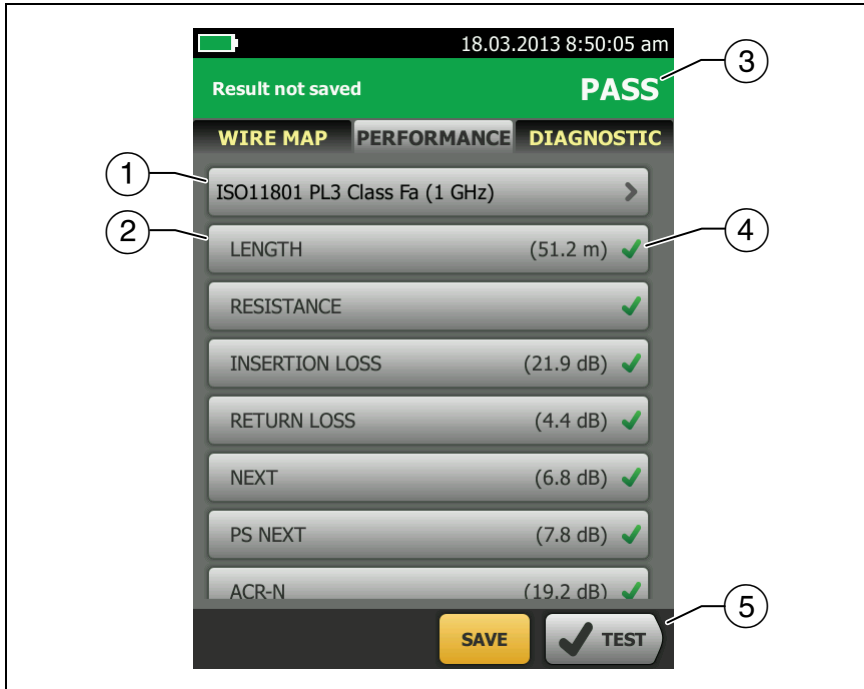 18.03.2013 8:50:05 am
Result not saved PASS
WIRE MAP PERFORMANCE DIAGNOSTIC
ISO11801 PL3 Class Fa (1 GHz)
LENGTH (51.2 m)
RESISTANCE
INSERTION LOSS (21.9 dB)
RETURN LOSS (4.4 dB)
NEXT (6.8 dB)
PS NEXT (7.8 dB)
ACR-N (19.2 dB)
SAVE TEST
1
2
3
4
5